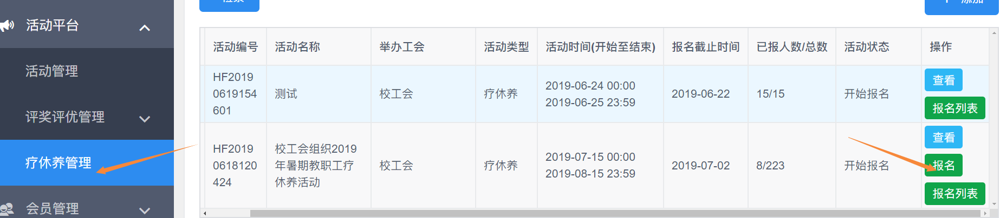 检索
+ 添加
活动平台
活动管理
评奖评优管理
疗休养管理
会员管理
活动编号 活动名称 举办工会 活动类型 活动时间(开始至结束) 报名截止时间 已报人数/总数 活动状态 操作
HF2019
0619154
601
测试
校工会
疗休养
2019-06-24 00:00
2019-06-25 23:59
2019-06-22
15/15
开始报名
查看
报名列表
HF2019
0618120
424
校工会组织2019
年暑期教职工疗
休养活动
校工会
疗休养
2019-07-15 00:00
2019-08-15 23:59
2019-07-02
8/223
开始报名
查看
报名
报名列表